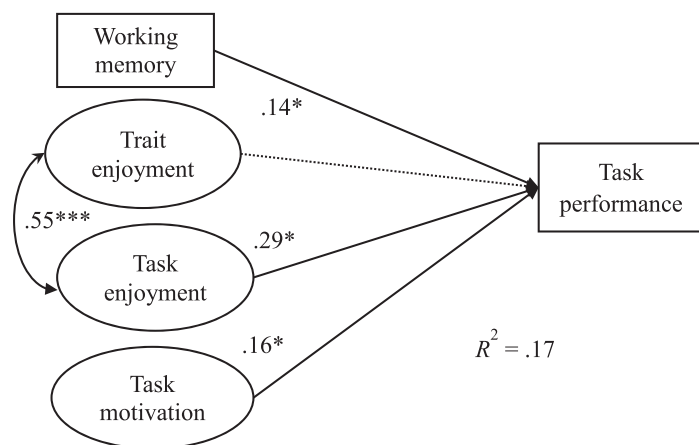 Working
memory
.14*
Trait
enjoyment
Task
performance
.55***
.29*
Task
enjoyment
.16*
R² = .17
Task
motivation